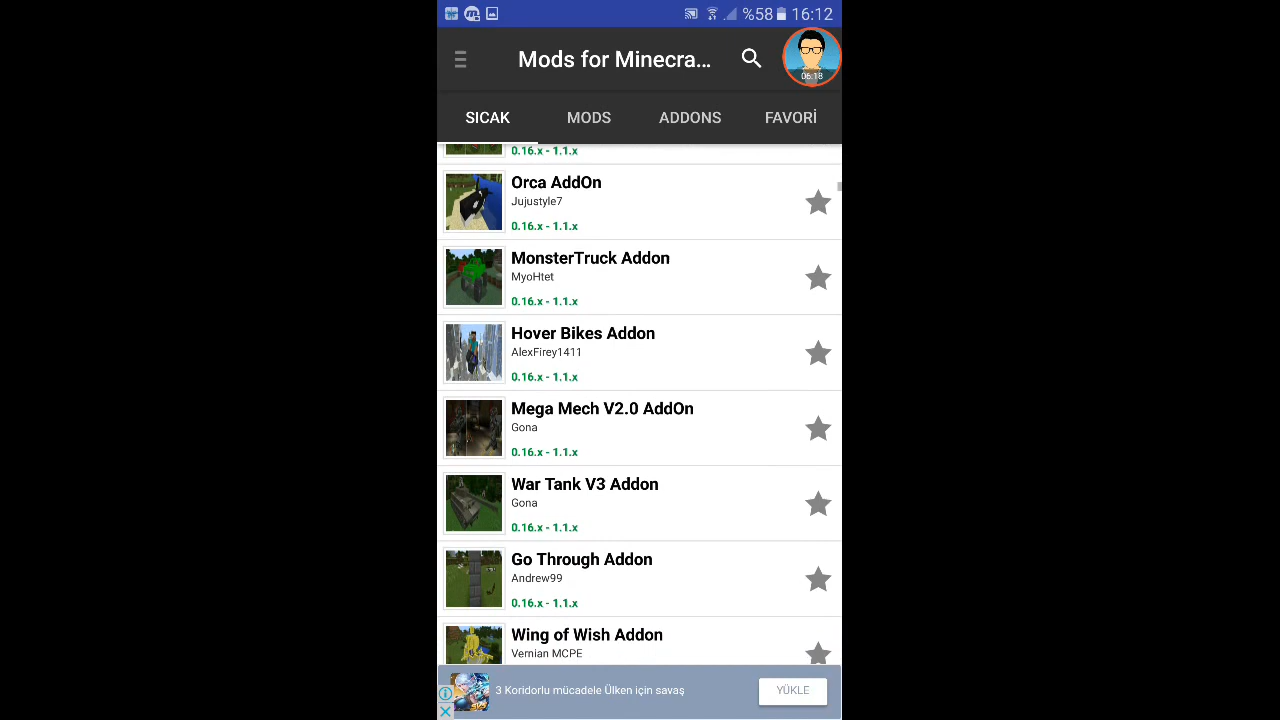 %58 16:12
Mods for Minecra...
06:18
SICAK MODS ADDONS FAVORİ
0.16.x - 1.1.x
Orca AddOn
Jujustyle7
0.16.x - 1.1.x
MonsterTruck Addon
MyoHtet
0.16.x - 1.1.x
Hover Bikes Addon
AlexFirey1411
0.16.x - 1.1.x
Mega Mech V2.0 AddOn
Gona
0.16.x - 1.1.x
War Tank V3 Addon
Gona
0.16.x - 1.1.x
Go Through Addon
Andrew99
0.16.x - 1.1.x
Wing of Wish Addon
Vernian MCPE
3 Koridorlu mücadele Ülken için savaş
YÜKLE